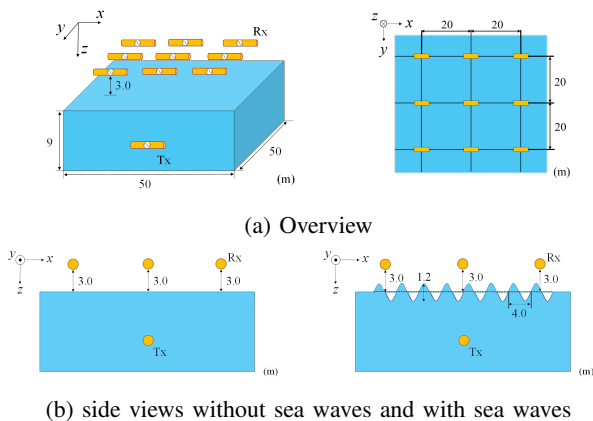 x
y
z
Rx
3.0
9
Tx
50
50
(m)
z
x
y
20
20
20
20
(m)
(a) Overview
y
x
z
Rx
3.0
3.0
3.0
Tx
(m)
y
x
z
Rx
3.0
1.2
3.0
3.0
4.0
Tx
(m)
(b) side views without sea waves and with sea waves